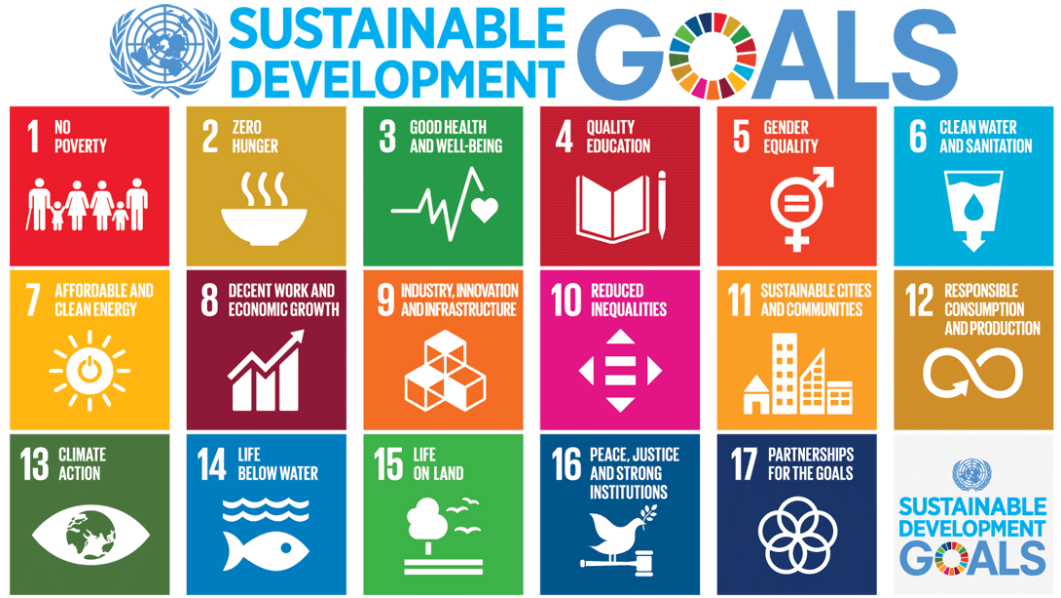 SUSTAINABLE
DEVELOPMENT
GOALS
1 NO
POVERTY
2 ZERO
HUNGER
3 GOOD HEALTH
AND WELL-BEING
4 QUALITY
EDUCATION
5 GENDER
EQUALITY
6 CLEAN WATER
AND SANITATION
7 AFFORDABLE AND
CLEAN ENERGY
8 DECENT WORK AND
ECONOMIC GROWTH
9 INDUSTRY, INNOVATION
AND INFRASTRUCTURE
10 REDUCED
INEQUALITIES
11 SUSTAINABLE CITIES
AND COMMUNITIES
12 RESPONSIBLE
CONSUMPTION
AND PRODUCTION
13 CLIMATE
ACTION
14 LIFE
BELOW WATER
15 LIFE
ON LAND
16 PEACE, JUSTICE
AND STRONG
INSTITUTIONS
17 PARTNERSHIPS
FOR THE GOALS
SUSTAINABLE
DEVELOPMENT
GOALS